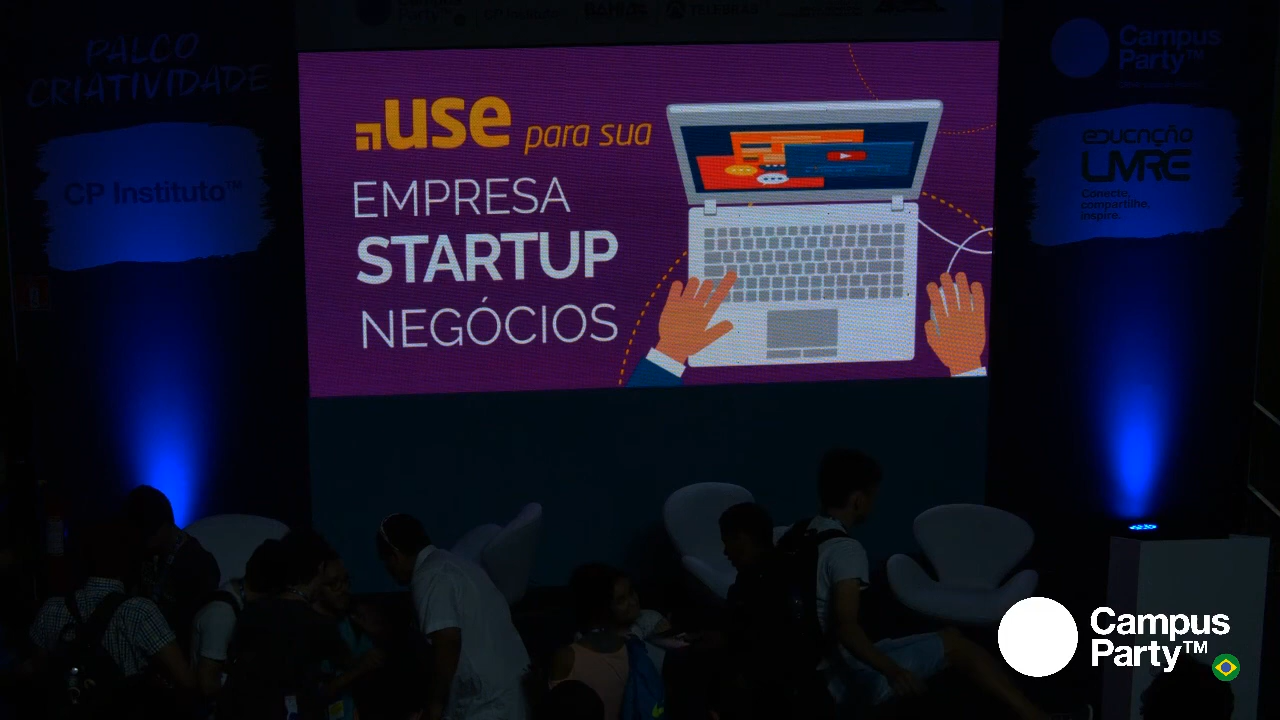 PALCO
CRIATIVIDADE
CP Instituto™
.use para sua
EMPRESA
STARTUP
NEGÓCIOS
Campus
Party™
educação
LIVRE
Conecte,
compartilhe,
inspire.
Campus
Party™